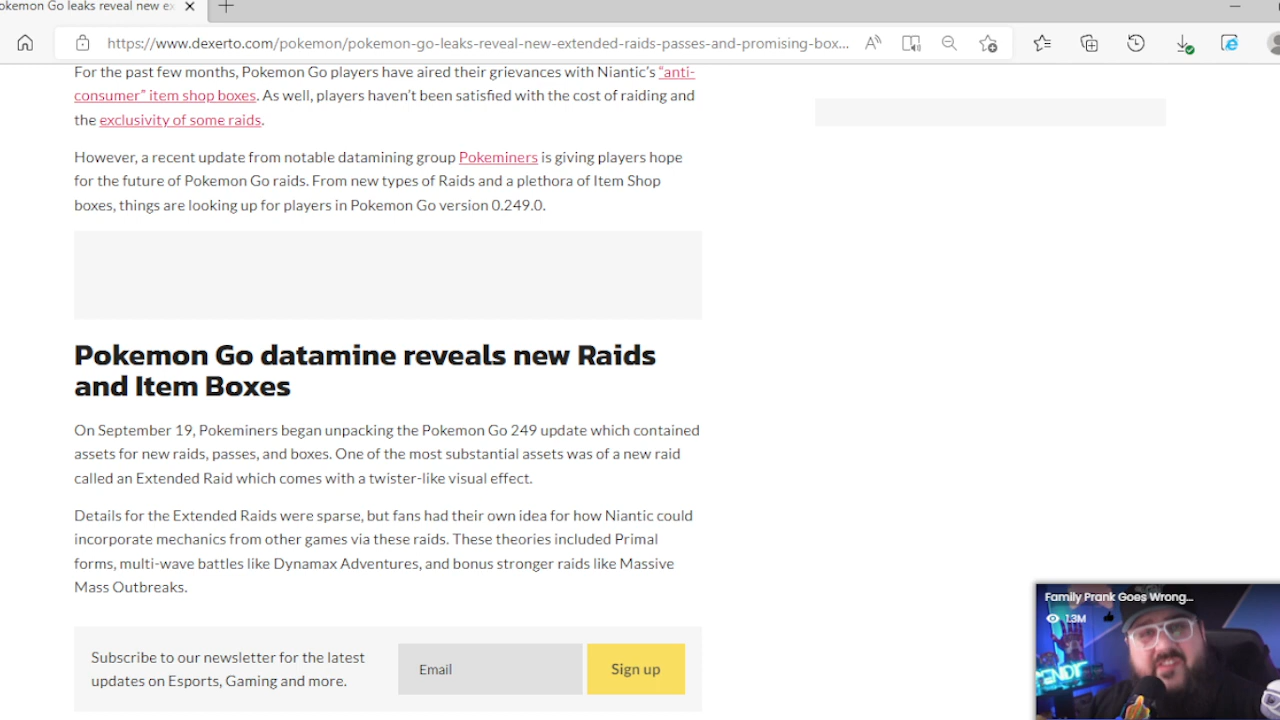 okemon Go leaks reveal new ex
https://www.dexerto.com/pokemon/pokemon-go-leaks-reveal-new-extended-raids-passes-and-promising-box...
For the past few months, Pokemon Go players have aired their grievances with Niantic's “anti-
consumer” item shop boxes. As well, players haven't been satisfied with the cost of raiding and
the exclusivity of some raids.
However, a recent update from notable datamining group Pokeminers is giving players hope
for the future of Pokemon Go raids. From new types of Raids and a plethora of Item Shop
boxes, things are looking up for players in Pokemon Go version 0.249.0.
Pokemon Go datamine reveals new Raids
and Item Boxes
On September 19, Pokeminers began unpacking the Pokemon Go 249 update which contained
assets for new raids, passes, and boxes. One of the most substantial assets was of a new raid
called an Extended Raid which comes with a twister-like visual effect.
Details for the Extended Raids were sparse, but fans had their own idea for how Niantic could
incorporate mechanics from other games via these raids. These theories included Primal
forms, multi-wave battles like Dynamax Adventures, and bonus stronger raids like Massive
Mass Outbreaks.
Subscribe to our newsletter for the latest
updates on Esports, Gaming and more.
Email
Sign up
Family Prank Goes Wrong...
1.3M